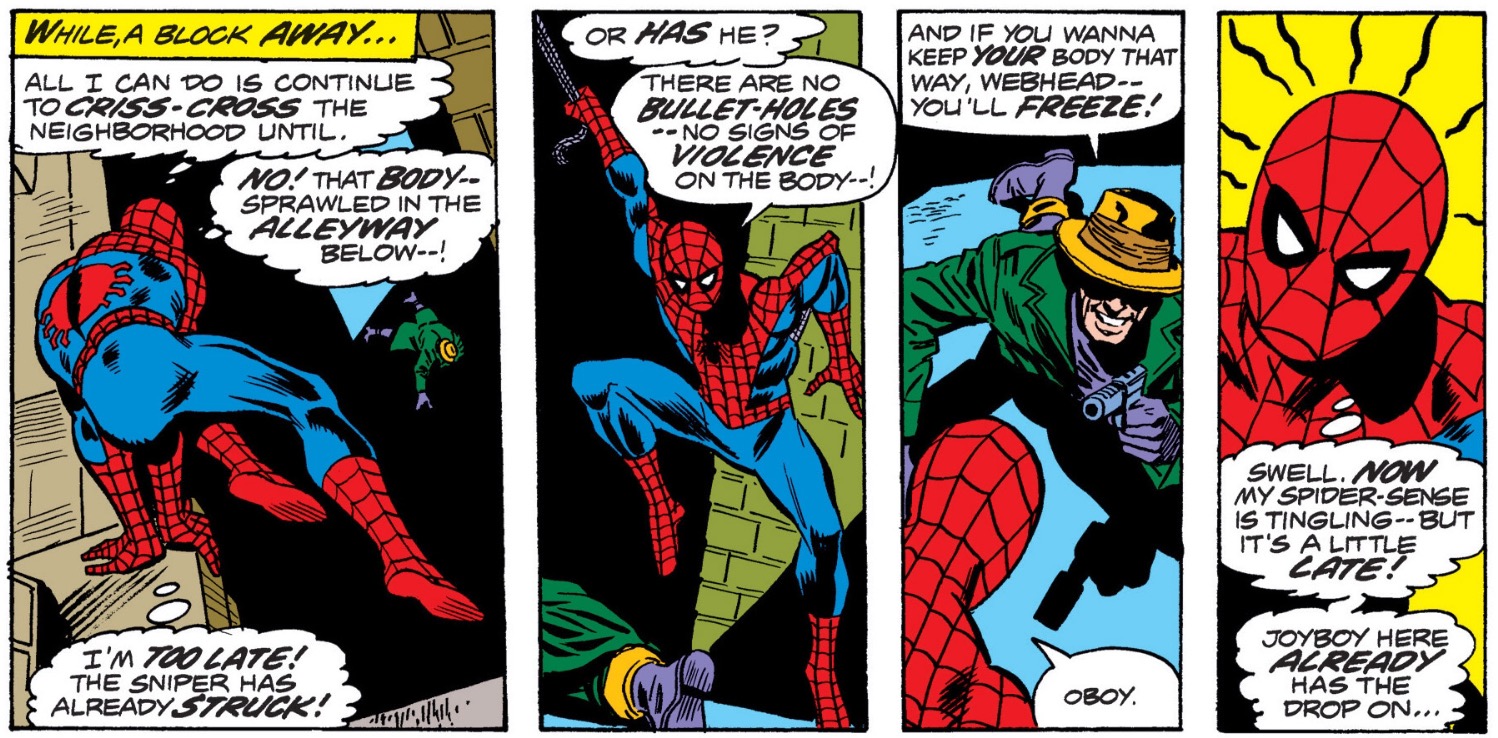 WHILE, A BLOCK AWAY...
ALL I CAN DO IS CONTINUE
TO CRISS-CROSS THE
NEIGHBORHOOD UNTIL.
NO! THAT BODY--
SPRAWLED IN THE
ALLEYWAY
BELOW--!
I'M TOO LATE!
THE SNIPER HAS
ALREADY STRUCK!
OR HAS HE?
THERE ARE NO
BULLET-HOLES
--NO SIGNS OF
VIOLENCE
ON THE BODY--!
AND IF YOU WANNA
KEEP YOUR BODY THAT
WAY, WEBHEAD--
YOU'LL FREEZE!
OBOY.
SWELL. NOW
MY SPIDER-SENSE
IS TINGLING--BUT
IT'S A LITTLE
LATE!
JOYBOY HERE
ALREADY
HAS THE
DROP ON...